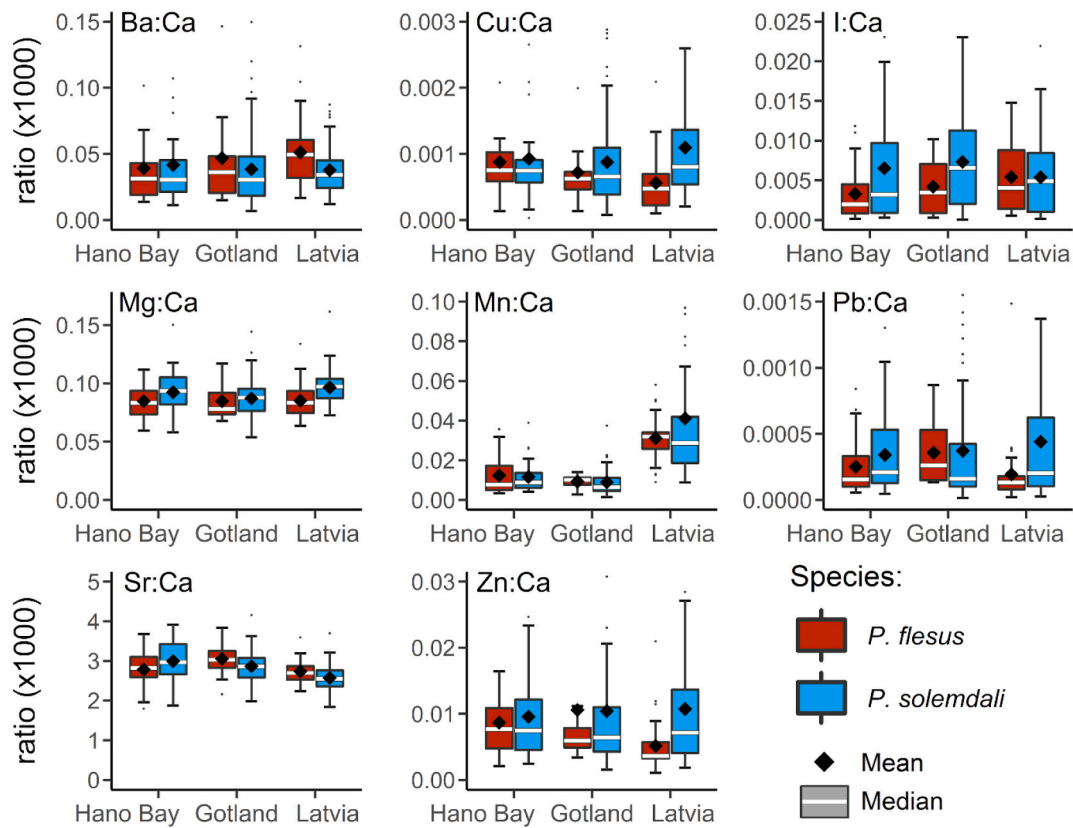 Ba:Ca
Cu:Ca
I:Ca
ratio (x1000)
0.15
0.10
0.05
0.00
0.003
0.002
0.001
0.000
0.025
0.020
0.015
0.010
0.005
0.000
Hano Bay Gotland Latvia
Hano Bay Gotland Latvia
Hano Bay Gotland Latvia
Mg:Ca
Mn:Ca
Pb:Ca
ratio (x1000)
0.15
0.10
0.05
0.00
0.10
0.08
0.06
0.04
0.02
0.00
0.0015
0.0010
0.0005
0.0000
Hano Bay Gotland Latvia
Hano Bay Gotland Latvia
Hano Bay Gotland Latvia
Sr:Ca
Zn:Ca
ratio (x1000)
5
4
3
2
1
0
0.03
0.02
0.01
0.00
Hano Bay Gotland Latvia
Hano Bay Gotland Latvia
Species:
P. flesus
P. solemdali
Mean
Median